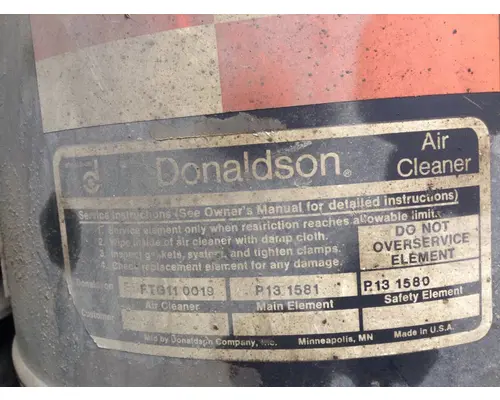 Donaldson®
Air
Cleaner
Service Instructions (See Owner's Manual for detailed instructions)
1. Service element only when restriction reaches allowable limit.
2. Wipe inside of air cleaner with damp cloth.
3. Inspect gaskets, system, and tighten clamps.
4. Check replacement element for any damage.
DO NOT
OVERSERVICE
ELEMENT
Donaldson FTG11 0019 P13 1581 P13 1580
Air Cleaner Main Element Safety Element
Customer
Mfg by Donaldson Company, Inc. Minneapolis, MN Made in U.S.A.